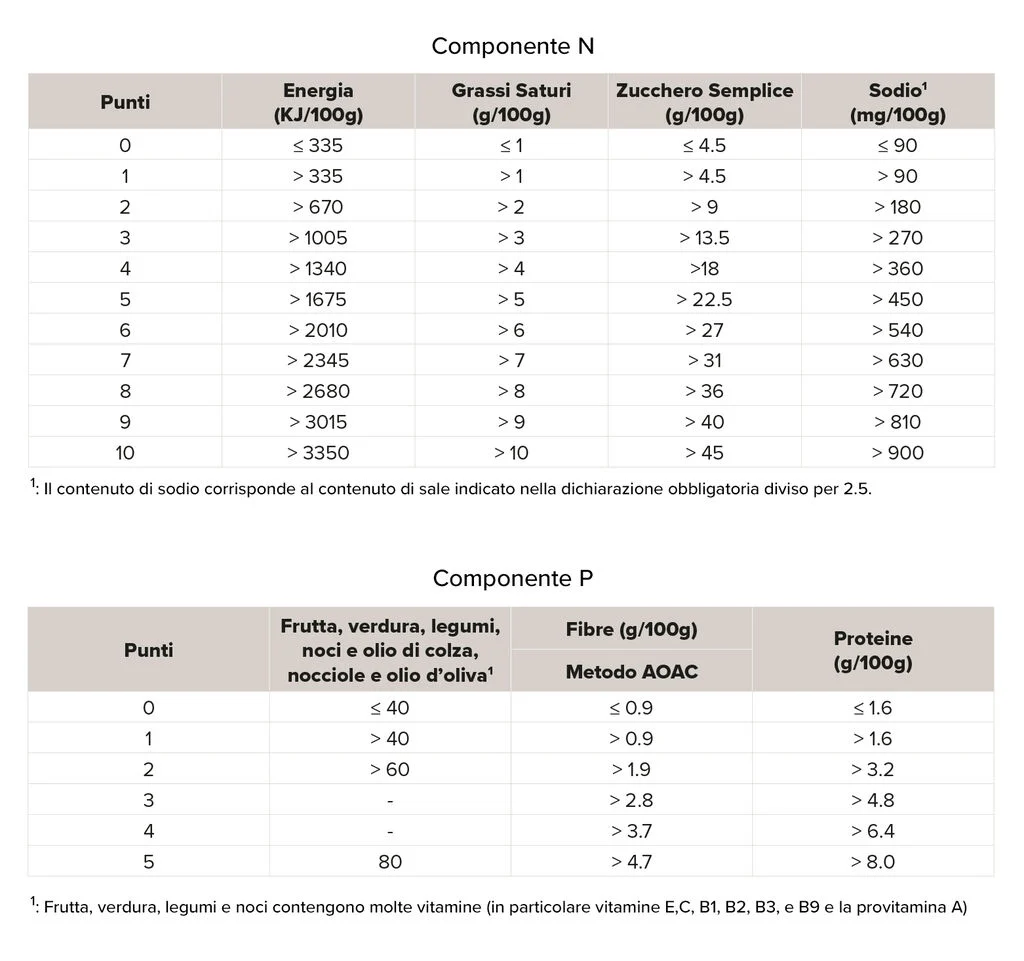 Componente N
Punti Energia (KJ/100g) Grassi Saturi (g/100g) Zucchero Semplice (g/100g) Sodio¹ (mg/100g)
0 ≤ 335 ≤ 1 ≤ 4.5 ≤ 90
1 > 335 > 1 > 4.5 > 90
2 > 670 > 2 > 9 > 180
3 > 1005 > 3 > 13.5 > 270
4 > 1340 > 4 >18 > 360
5 > 1675 > 5 > 22.5 > 450
6 > 2010 > 6 > 27 > 540
7 > 2345 > 7 > 31 > 630
8 > 2680 > 8 > 36 > 720
9 > 3015 > 9 > 40 > 810
10 > 3350 > 10 > 45 > 900
¹: Il contenuto di sodio corrisponde al contenuto di sale indicato nella dichiarazione obbligatoria diviso per 2.5.
Componente P
Punti Frutta, verdura, legumi, noci e olio di colza, nocciole e olio d'oliva¹ Fibre (g/100g) Metodo AOAC Proteine (g/100g)
0 ≤ 40 ≤ 0.9 ≤ 1.6
1 > 40 > 0.9 > 1.6
2 > 60 > 1.9 > 3.2
3 - > 2.8 > 4.8
4 - > 3.7 > 6.4
5 80 > 4.7 > 8.0
¹: Frutta, verdura, legumi e noci contengono molte vitamine (in particolare vitamine E,C, B1, B2, B3, e B9 e la provitamina A)